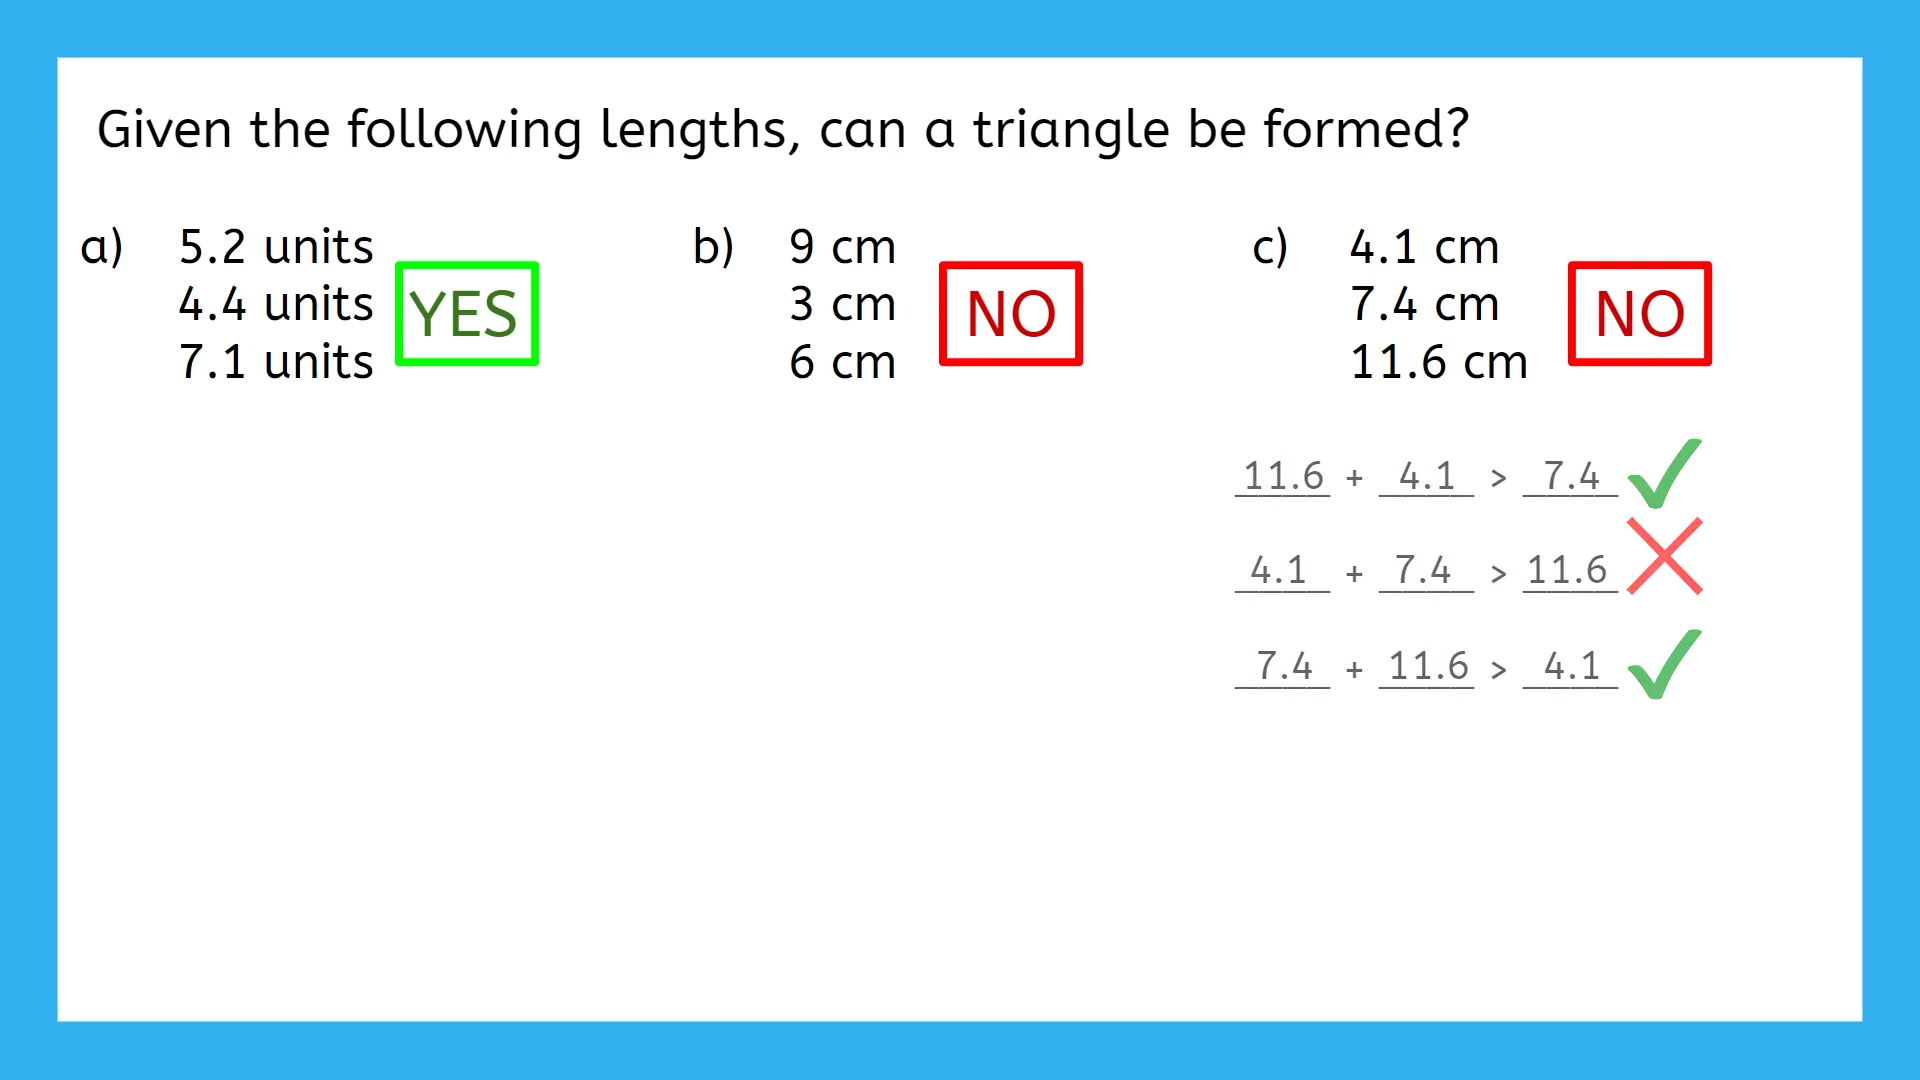 Given the following lengths, can a triangle be formed?
a) 5.2 units
4.4 units
7.1 units
YES
b) 9 cm
3 cm
6 cm
NO
c) 4.1 cm
7.4 cm
11.6 cm
NO
11.6 + 4.1 > 7.4
4.1 + 7.4 > 11.6
7.4 + 11.6 > 4.1